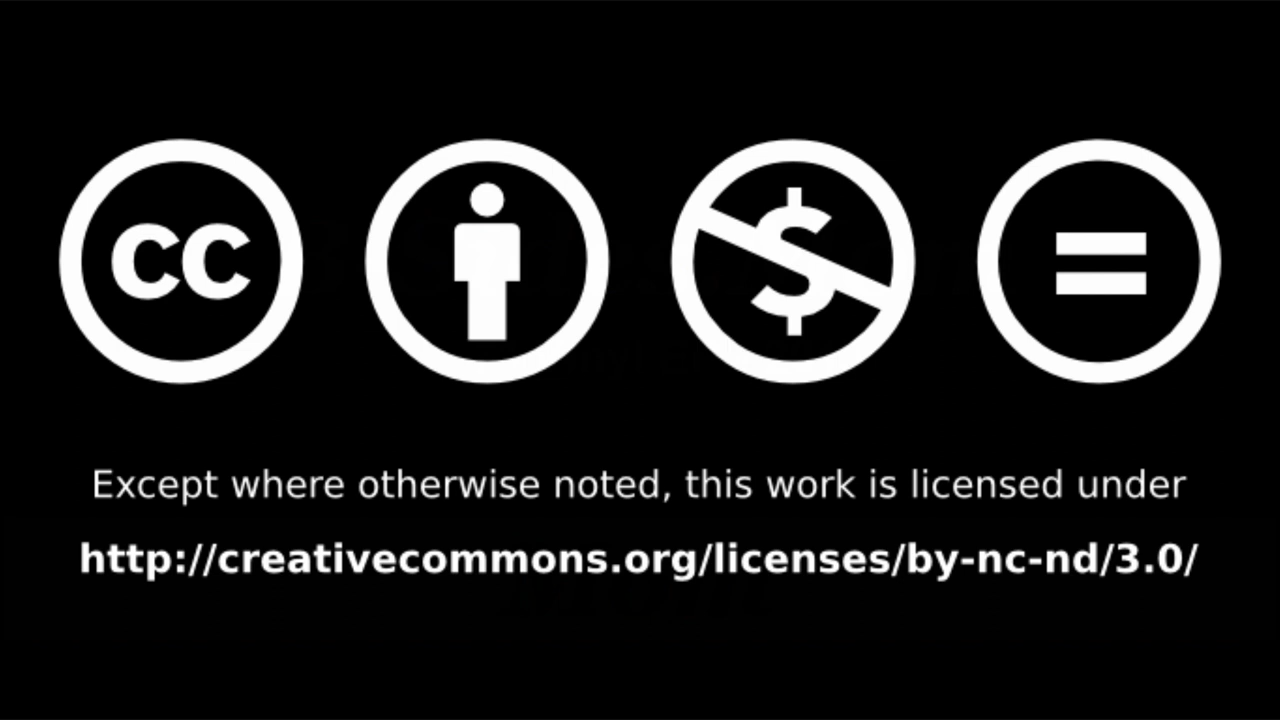 cc
$
=
Except where otherwise noted, this work is licensed under
http://creativecommons.org/licenses/by-nc-nd/3.0/